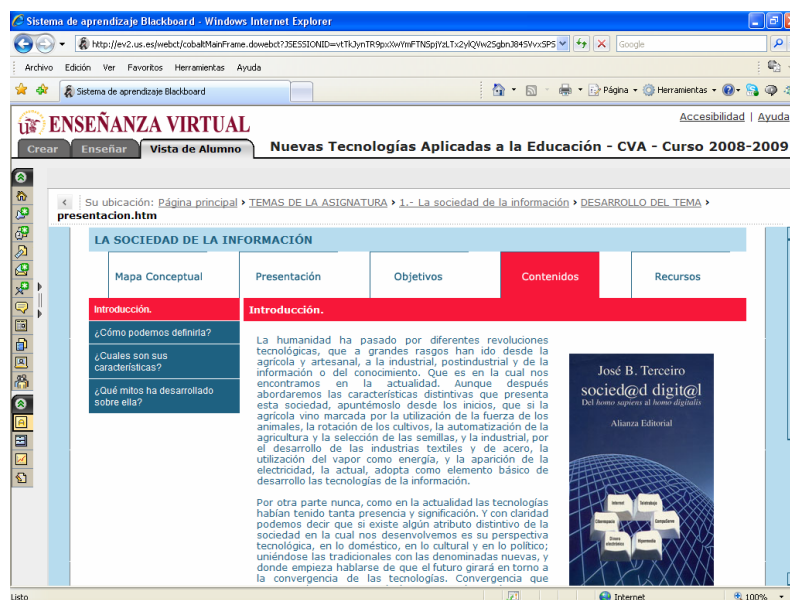 Sistema de aprendizaje Blackboard - Windows Internet Explorer
Google
Archivo Edición Ver Favoritos Herramientas Ayuda
Sistema de aprendizaje Blackboard
Página Herramientas
ENSEÑANZA VIRTUAL
Accesibilidad | Ayuda
Crear Enseñar Vista de Alumno Nuevas Tecnologías Aplicadas a la Educación - CVA - Curso 2008-2009
Su ubicación: Página principal › TEMAS DE LA ASIGNATURA › 1.- La sociedad de la información › DESARROLLO DEL TEMA ›
presentacion.htm
LA SOCIEDAD DE LA INFORMACIÓN
Mapa Conceptual Presentación Objetivos Contenidos Recursos
Introducción.
¿Cómo podemos definirla?
¿Cuales son sus
características?
¿Qué mitos ha desarrollado
sobre ella?
Introducción.
La humanidad ha pasado por diferentes revoluciones
tecnológicas, que a grandes rasgos han ido desde la
agrícola y artesanal, a la industrial, postindustrial y de la
información o del conocimiento. Que es en la cual nos
encontramos en la actualidad. Aunque después
abordaremos las características distintivas que presenta
esta sociedad, apuntémoslo desde los inicios, que si la
agrícola vino marcada por la utilización de la fuerza de los
animales, la rotación de los cultivos, la automatización de la
agricultura y la selección de las semillas, y la industrial, por
el desarrollo de las industrias textiles y de acero, la
utilización del vapor como energía, y la aparición de la
electricidad, la actual, adopta como elemento básico de
desarrollo las tecnologías de la información.
Por otra parte nunca, como en la actualidad las tecnologías
habían tenido tanta presencia y significación. Y con claridad
podemos decir que si existe algún atributo distintivo de la
sociedad en la cual nos desenvolvemos es su perspectiva
tecnológica, en lo doméstico, en lo cultural y en lo político;
uniéndose las tradicionales con las denominadas nuevas, y
donde empieza hablarse de que el futuro girará en torno a
la convergencia de las tecnologías. Convergencia que
José B. Terceiro
socied@d digit@l
Del homo sapiens al homo digitalis
Alianza Editorial
Internet Teletrabajo
Ciberespacio
Dinero electrónico Hipermedia
Listo Internet 100%